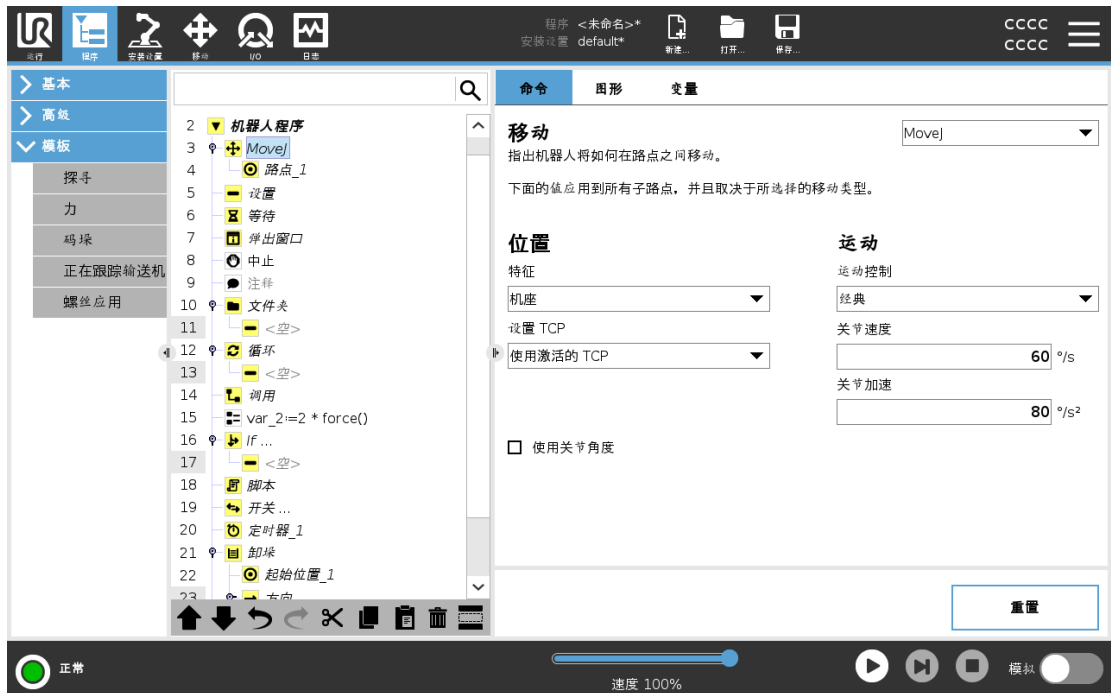 运行
程序
安装设置
移动
I/O
日志
程序 <未命名>*
安装设置 default*
新建...
打开...
保存...
CCCC
CCCC
基本
高级
模板
探寻
力
码垛
正在跟踪输送机
螺丝应用
2 机器人程序
3 MoveJ
4 路点_1
5 设置
6 等待
7 弹出窗口
8 中止
9 注释
10 文件夹
11 <空>
12 循环
13 <空>
14 调用
15 var_2:=2 * force()
16 If ...
17 <空>
18 脚本
19 开关 ...
20 定时器_1
21 卸垛
22 起始位置_1
23 方向
命令 图形 变量
移动
MoveJ
指出机器人将如何在路点之间移动。
下面的值应用到所有子路点，并且取决于所选择的移动类型。
位置
特征
机座
设置 TCP
使用激活的 TCP
使用关节角度
运动
运动控制
经典
关节速度
60 °/s
关节加速
80 °/s²
重置
正常
速度 100%
模拟